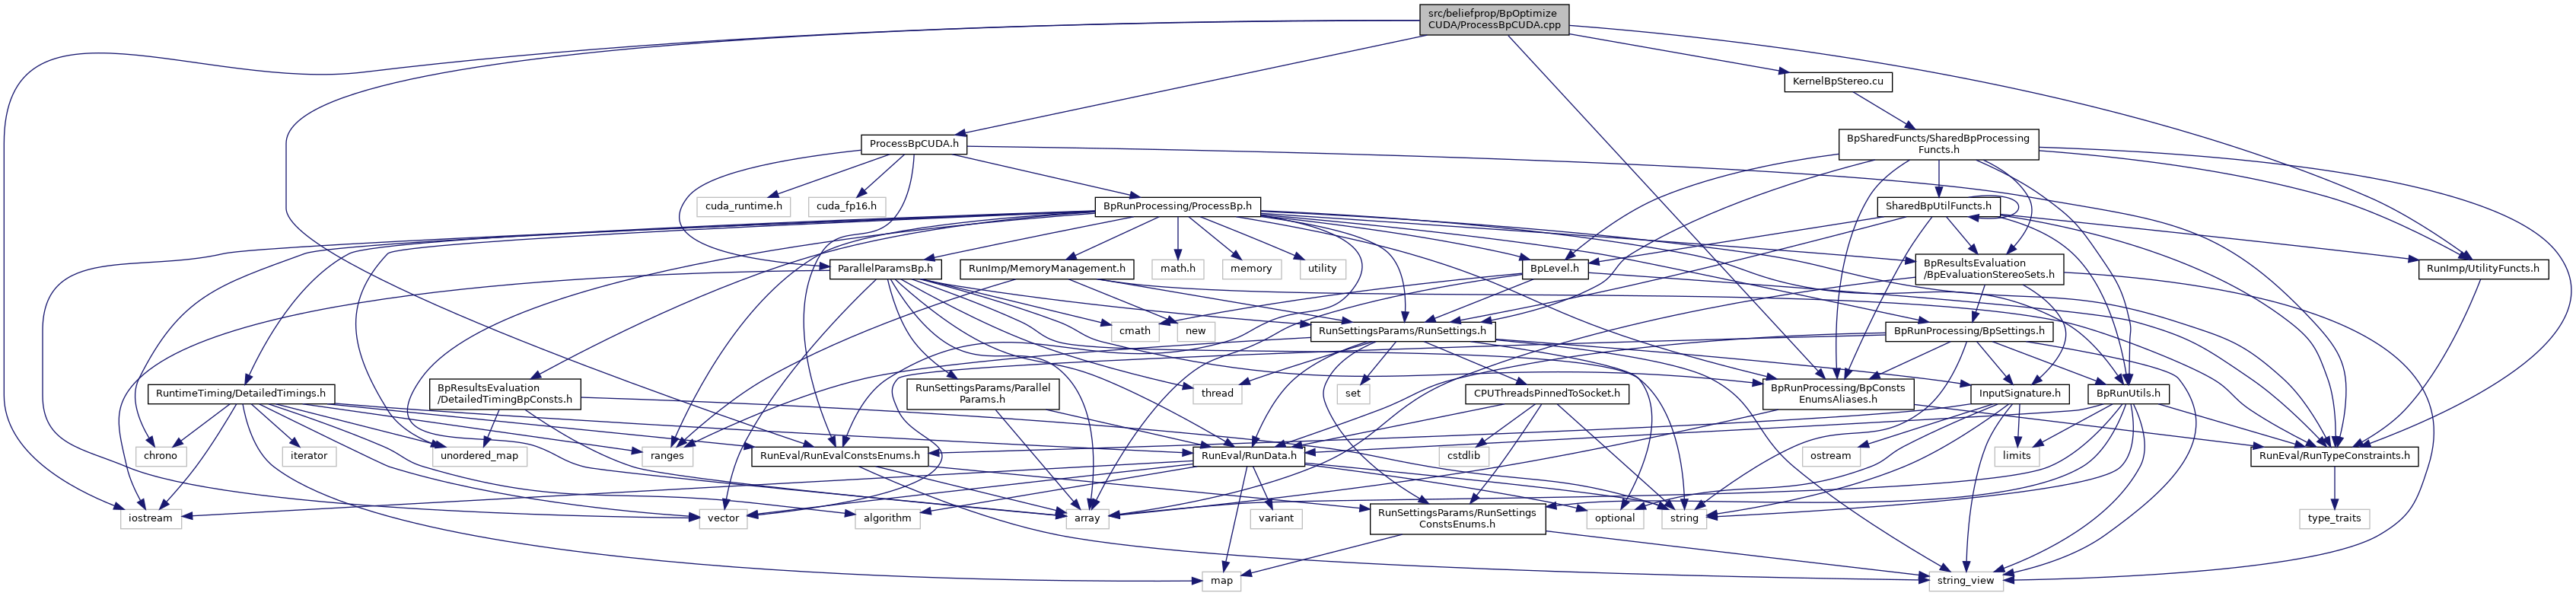 src/beliefprop/BpOptimize
CUDA/ProcessBpCUDA.cpp
KernelBpStereo.cu
ProcessBpCUDA.h
BpSharedFuncts/SharedBpProcessing
Functs.h
cuda_runtime.h
cuda_fp16.h
BpRunProcessing/ProcessBp.h
SharedBpUtilFuncts.h
ParallelParamsBp.h
RunImp/MemoryManagement.h
math.h
memory
utility
BpLevel.h
BpResultsEvaluation
/BpEvaluationStereoSets.h
RunImp/UtilityFuncts.h
cmath
new
RunSettingsParams/RunSettings.h
BpRunProcessing/BpSettings.h
RuntimeTiming/DetailedTimings.h
BpResultsEvaluation
/DetailedTimingBpConsts.h
RunSettingsParams/Parallel
Params.h
thread
set
CPUThreadsPinnedToSocket.h
BpRunProcessing/BpConsts
EnumsAliases.h
InputSignature.h
BpRunUtils.h
chrono
iterator
unordered_map
ranges
RunEval/RunEvalConstsEnums.h
RunEval/RunData.h
cstdlib
ostream
limits
RunEval/RunTypeConstraints.h
iostream
vector
algorithm
array
variant
RunSettingsParams/RunSettings
ConstsEnums.h
optional
string
type_traits
map
string_view